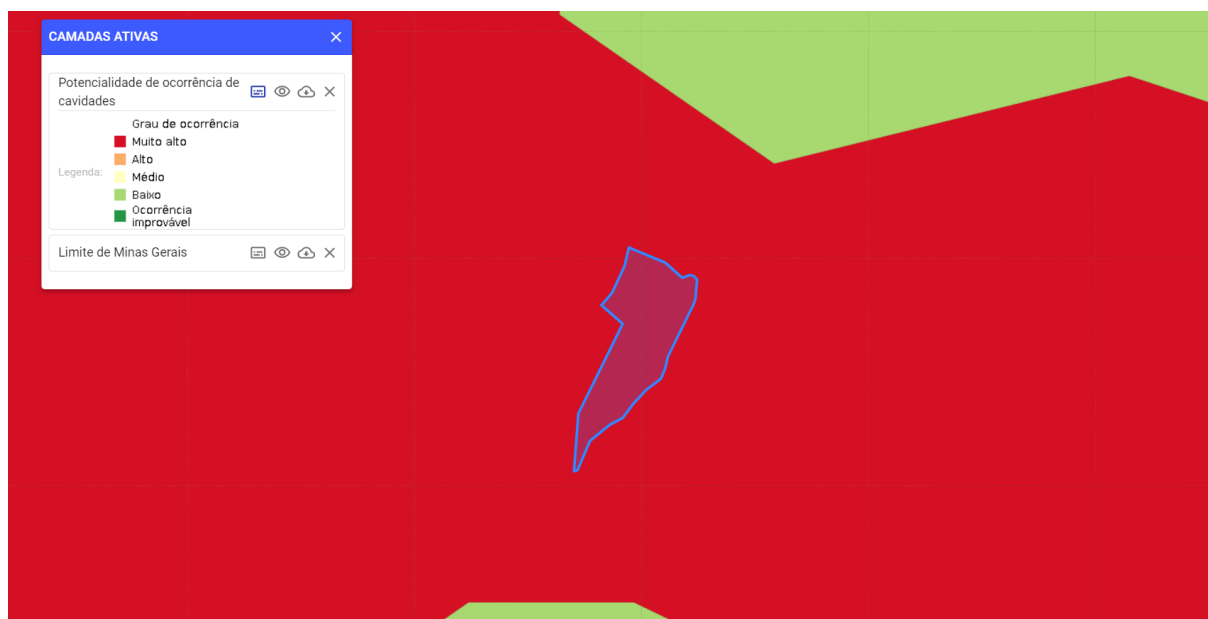 CAMADAS ATIVAS
Potencialidade de ocorrência de
cavidades
Grau de ocorrência
Muito alto
Alto
Legenda:
Médio
Baixo
Ocorrência
improvável
Limite de Minas Gerais